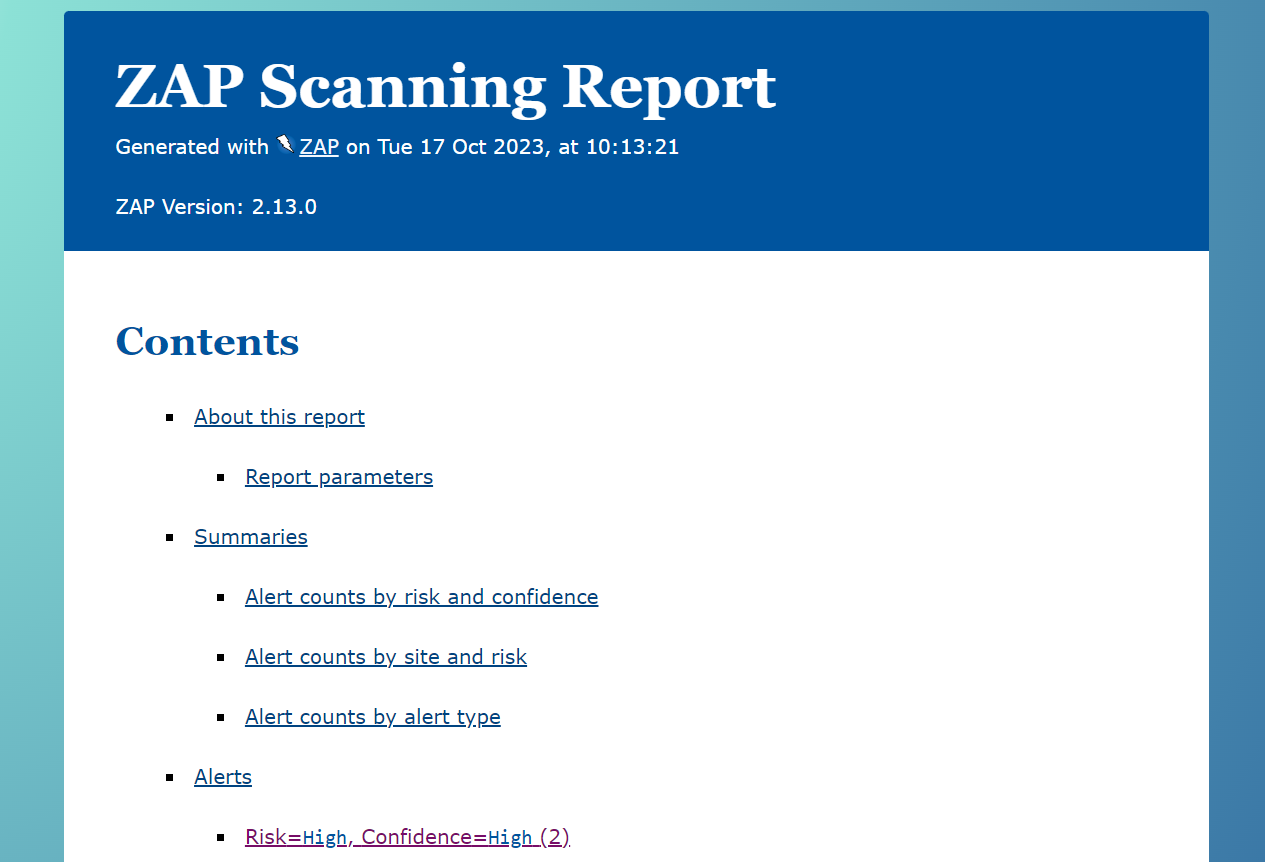 ZAP Scanning Report
Generated with ZAP on Tue 17 Oct 2023, at 10:13:21
ZAP Version: 2.13.0
Contents
About this report
Report parameters
Summaries
Alert counts by risk and confidence
Alert counts by site and risk
Alert counts by alert type
Alerts
Risk=High, Confidence=High (2)